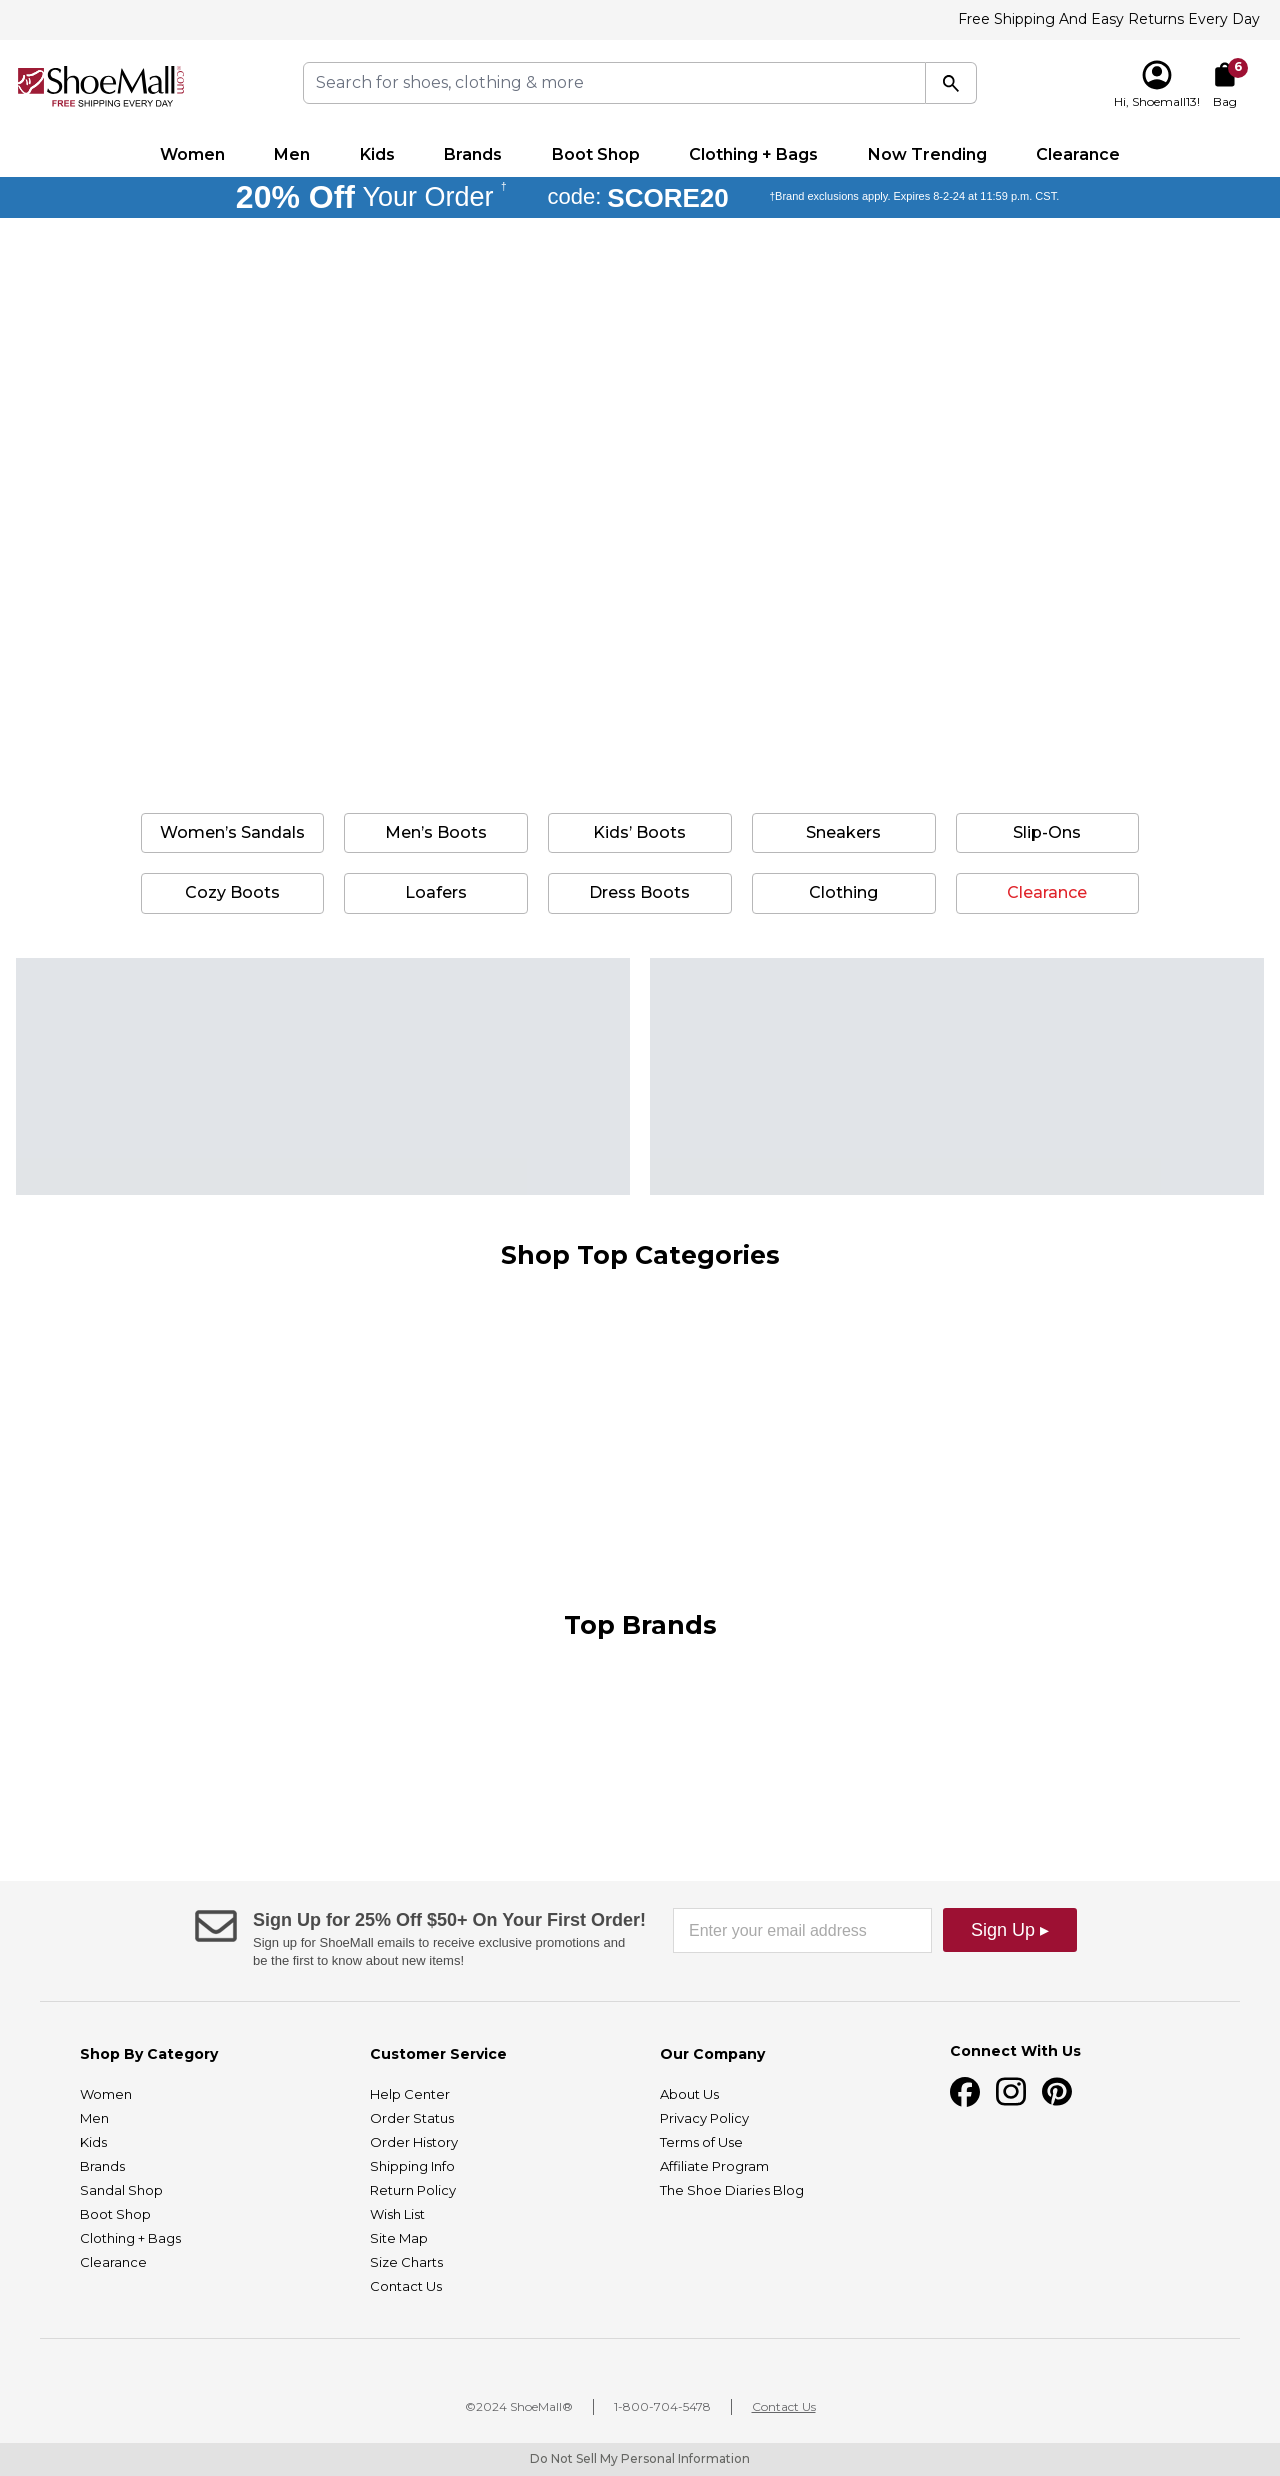 Free Shipping And Easy Returns Every Day
ShoeMall®.com
FREE SHIPPING EVERY DAY
Search for shoes, clothing & more
6
Hi, Shoemall13! Bag
Women Men Kids Brands Boot Shop Clothing + Bags Now Trending Clearance
20% Off Your Order † code: SCORE20 †Brand exclusions apply. Expires 8-2-24 at 11:59 p.m. CST.
Women’s Sandals Men’s Boots Kids’ Boots Sneakers Slip-Ons
Cozy Boots Loafers Dress Boots Clothing Clearance
Shop Top Categories
Top Brands
Sign Up for 25% Off $50+ On Your First Order!
Sign up for ShoeMall emails to receive exclusive promotions and
be the first to know about new items!
Enter your email address
Sign Up ▸
Shop By Category
Women
Men
Kids
Brands
Sandal Shop
Boot Shop
Clothing + Bags
Clearance
Customer Service
Help Center
Order Status
Order History
Shipping Info
Return Policy
Wish List
Site Map
Size Charts
Contact Us
Our Company
About Us
Privacy Policy
Terms of Use
Affiliate Program
The Shoe Diaries Blog
Connect With Us
©2024 ShoeMall® 1-800-704-5478 Contact Us
Do Not Sell My Personal Information